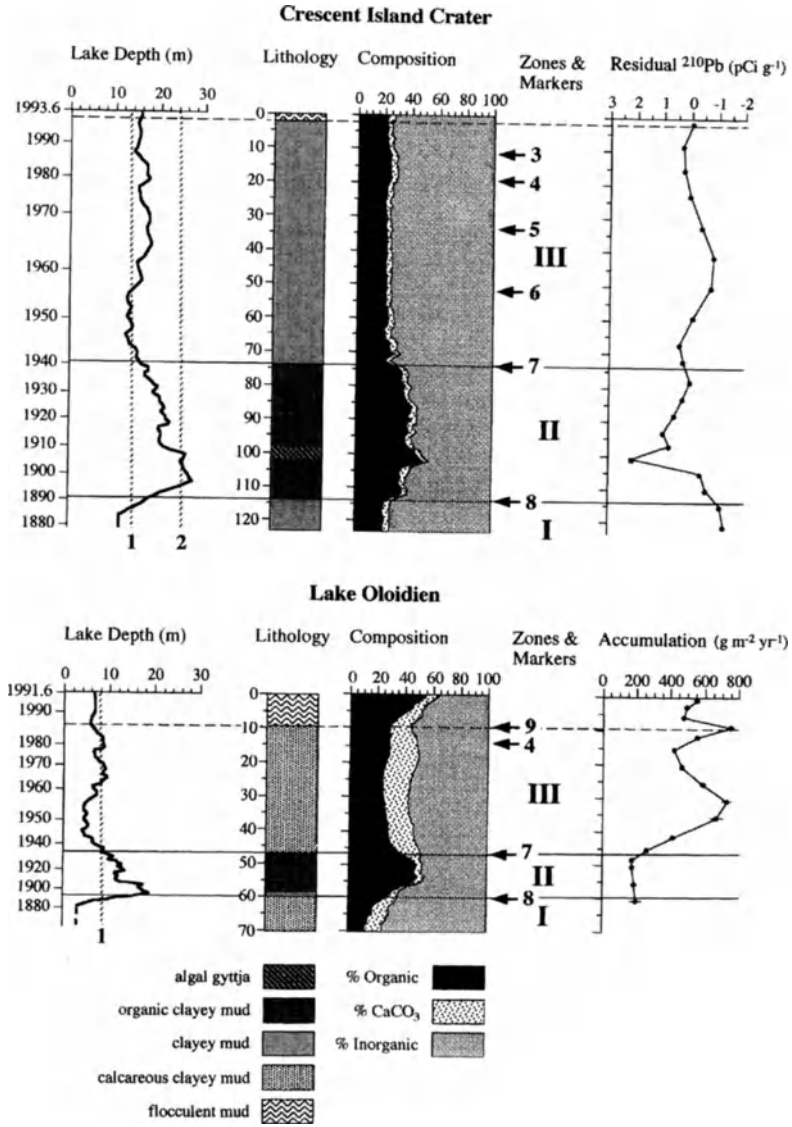 Crescent Island Crater
Lake Depth (m) Lithology Composition Zones & Markers Residual ²¹⁰Pb (pCi g⁻¹)
0 10 20 30
0 20 40 60 80 100
3 2 1 0 -1 -2
1993.6
1990
1980
1970
1960
1950
1940
1930
1920
1910
1900
1890
1880
1 2
0
10
20
30
40
50
60
70
80
90
100
110
120
3
4
5
III
6
7
II
8
I
Lake Oloidien
Lake Depth (m) Lithology Composition Zones & Markers Accumulation (g m⁻² yr⁻¹)
0 10 20 30
0 20 40 60 80 100
0 200 400 600 800
1991.6
1990
1980
1970
1960
1950
1940
1920
1900
1880
1
0
10
20
30
40
50
60
70
9
4
III
7
II
8
I
algal gyttja
organic clayey mud
clayey mud
calcareous clayey mud
flocculent mud
% Organic
% CaCO₃
% Inorganic